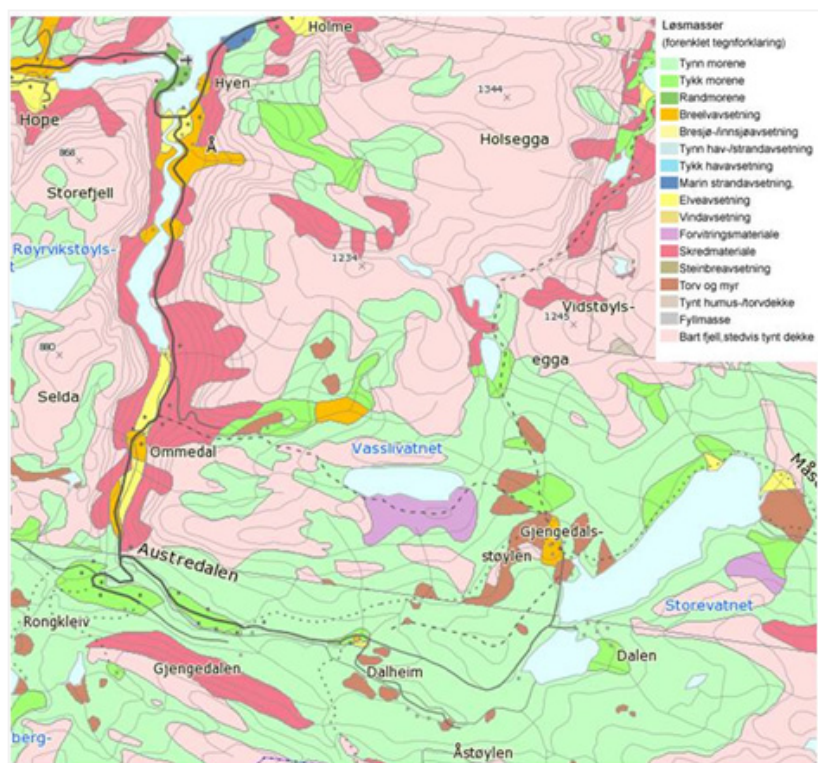 Løsmasser
(forenklet tegnforklaring)
Tynn morene
Tykk morene
Randmorene
Breelvavsetning
Bresjø-/innsjøavsetning
Tynn hav-/strandavsetning
Tykk havavsetning
Marin strandavsetning.
Elveavsetning
Vindavsetning
Forvitringsmateriale
Skredmateriale
Steinbreavsetning
Torv og myr
Tynt humus-/torvdekke
Fyllmasse
Bart fjell,stedvis tynt dekke
Holme
Hyen
1344
Hope
Holsegga
Å
Storefjell
Røyrvikstøyls-
1234
Vidstøyls-
1245
egga
880
Selda
Ommedal
Vasslivatnet
Gjengedals-
støylen
Austredalen
Storevatnet
Rongkleiv
Gjengedalen
Dalheim
Dalen
berg-
Åstøylen